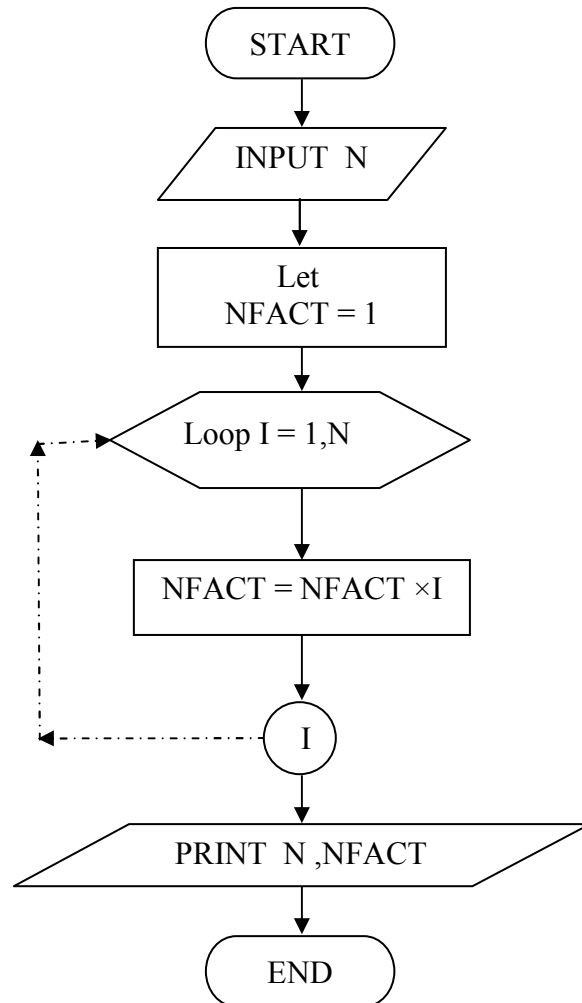 START
INPUT N
Let
NFACT = 1
Loop I = 1,N
NFACT = NFACT ×I
I
PRINT N ,NFACT
END